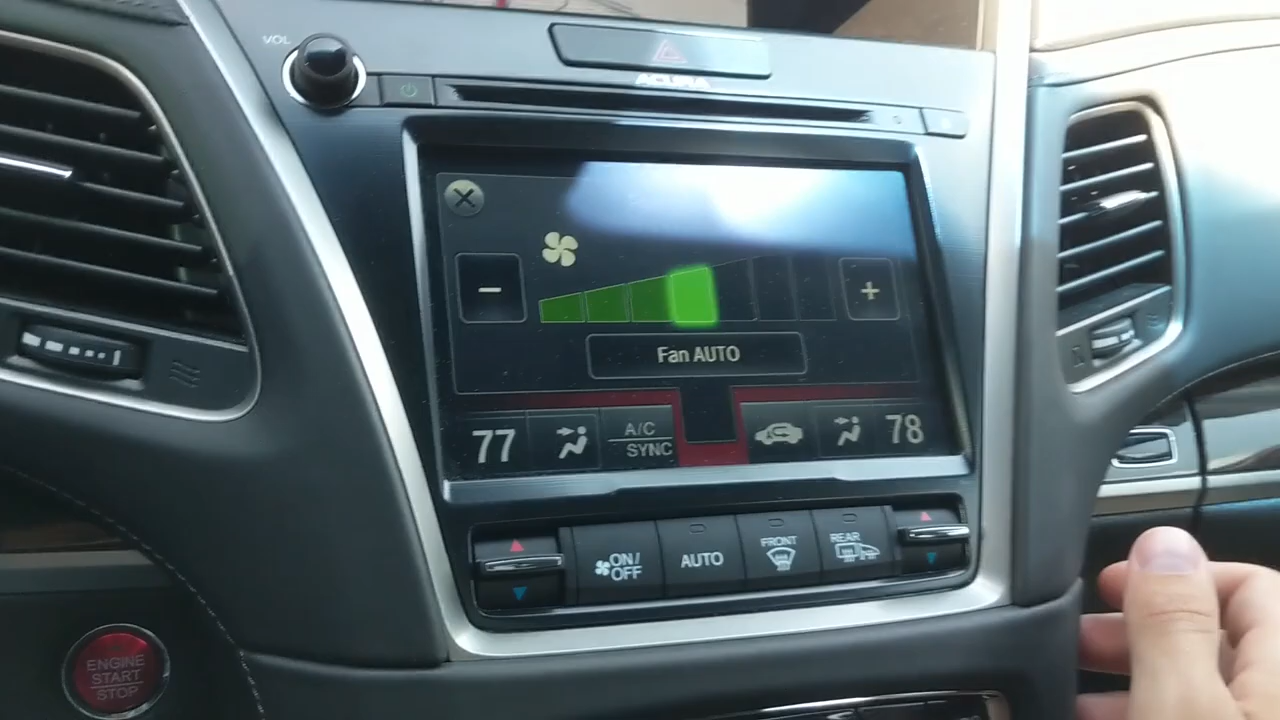 VOL
ACURA
Fan AUTO
77
A/C
SYNC
78
ON/
OFF
AUTO
FRONT
REAR
ENGINE
START
STOP